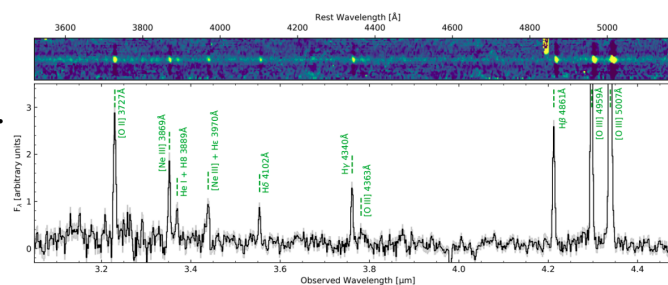 Rest Wavelength [Å]
3600 3800 4000 4200 4400 4600 4800 5000
[O II] 3727Å
[Ne III] 3869Å
He I + H8 3889Å
[Ne III] + Hε 3970Å
Hδ 4102Å
Hγ 4340Å
[O III] 4363Å
Hβ 4861Å
[O III] 4959Å
[O III] 5007Å
3
2
1
0
Fλ [arbitrary units]
3.2 3.4 3.6 3.8 4.0 4.2 4.4
Observed Wavelength [μm]